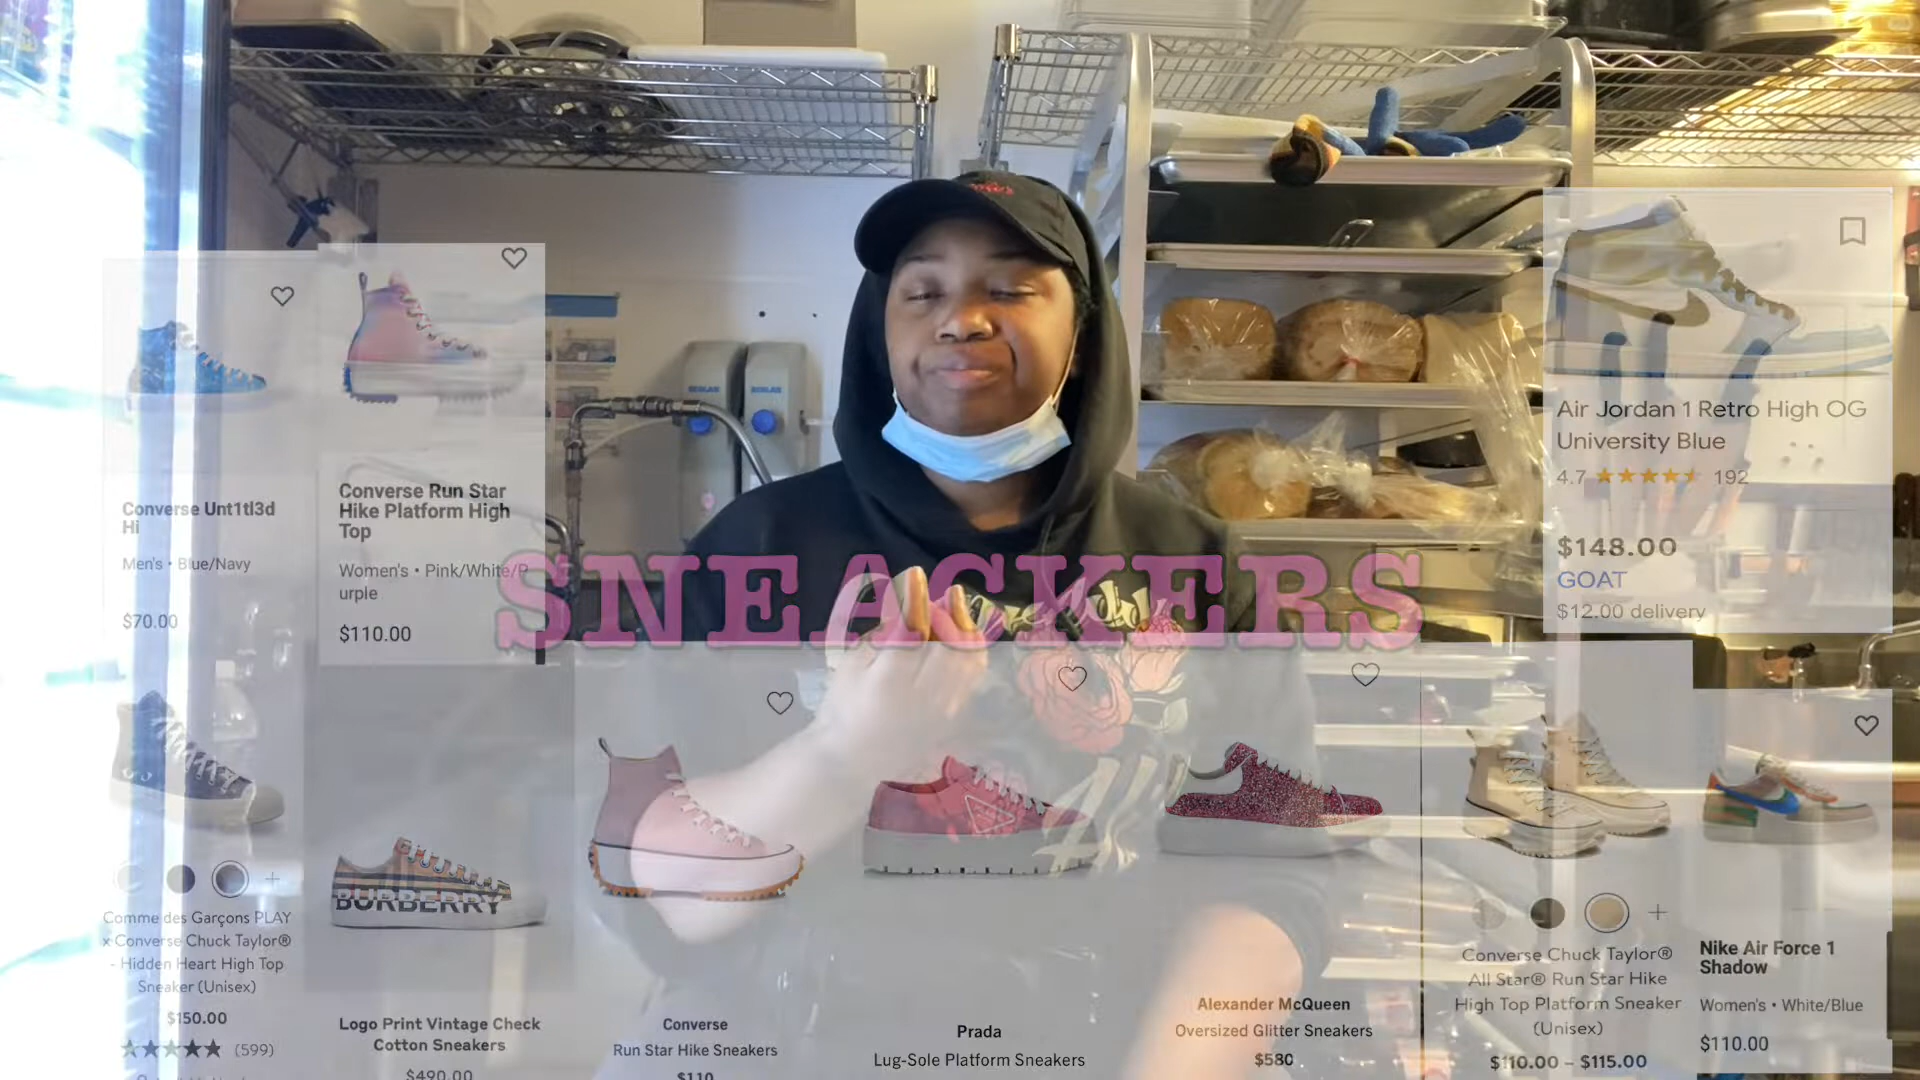 Converse Unt1tl3d
Hi
Men's • Blue/Navy
$70.00
Converse Run Star
Hike Platform High
Top
Women's • Pink/White/P
urple
$110.00
Air Jordan 1 Retro High OG
University Blue
4.7
192
$148.00
GOAT
$12.00 delivery
SNEACKERS
Comme des Garçons PLAY
x Converse Chuck Taylor®
- Hidden Heart High Top
Sneaker (Unisex)
$150.00
(599)
BURBERRY
Logo Print Vintage Check
Cotton Sneakers
$490.00
Converse
Run Star Hike Sneakers
$110
Prada
Lug-Sole Platform Sneakers
Alexander McQueen
Oversized Glitter Sneakers
$580
Converse Chuck Taylor®
All Star® Run Star Hike
High Top Platform Sneaker
(Unisex)
$110.00 – $115.00
Nike Air Force 1
Shadow
Women's • White/Blue
$110.00